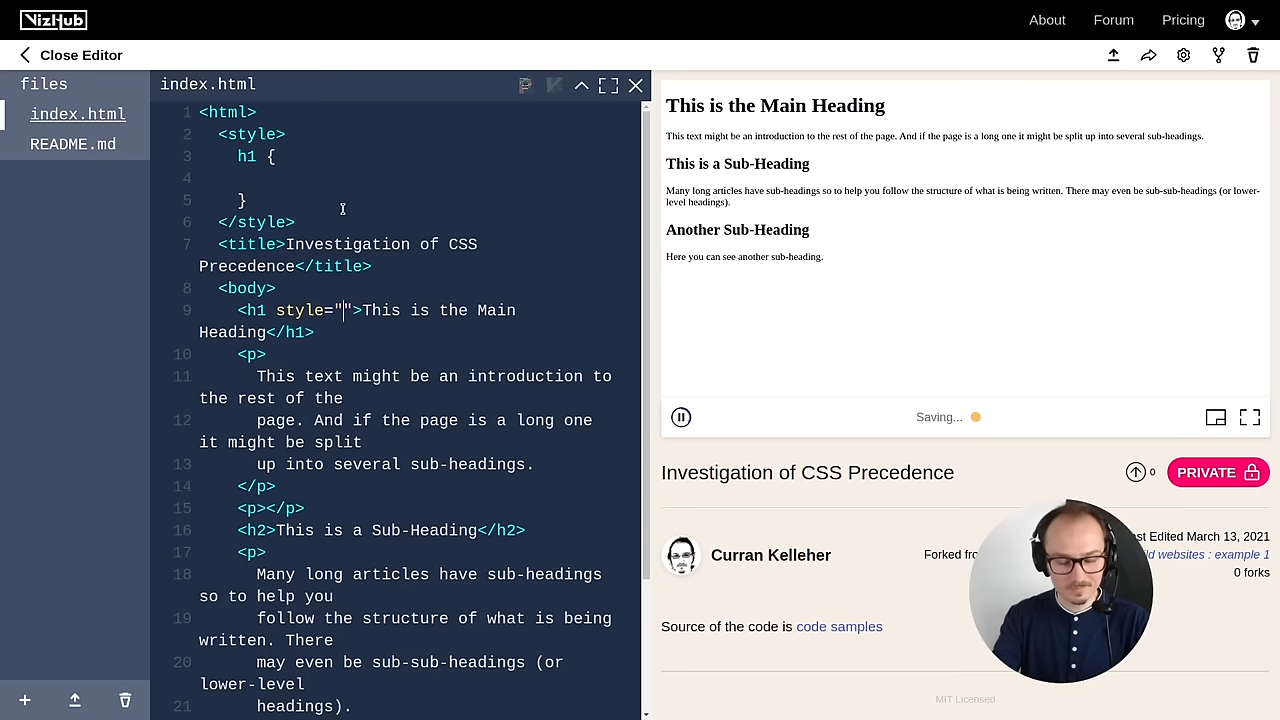 VizHub
About Forum Pricing
Close Editor
files
index.html
README.md
index.html
1 <html>
2 <style>
3 h1 {
4
5 }
6 </style>
7 <title>Investigation of CSS
Precedence</title>
8 <body>
9 <h1 style="">This is the Main
Heading</h1>
10 <p>
11 This text might be an introduction to
the rest of the
12 page. And if the page is a long one
it might be split
13 up into several sub-headings.
14 </p>
15 <p></p>
16 <h2>This is a Sub-Heading</h2>
17 <p>
18 Many long articles have sub-headings
so to help you
19 follow the structure of what is being
written. There
20 may even be sub-sub-headings (or
lower-level
21 headings).
This is the Main Heading
This text might be an introduction to the rest of the page. And if the page is a long one it might be split up into several sub-headings.
This is a Sub-Heading
Many long articles have sub-headings so to help you follow the structure of what is being written. There may even be sub-sub-headings (or lower-
level headings).
Another Sub-Heading
Here you can see another sub-heading.
Saving...
Investigation of CSS Precedence
0
PRIVATE
Curran Kelleher
Edited March 13, 2021
Forked
websites : example 1
0 forks
Source of the code is code samples
MIT Licensed